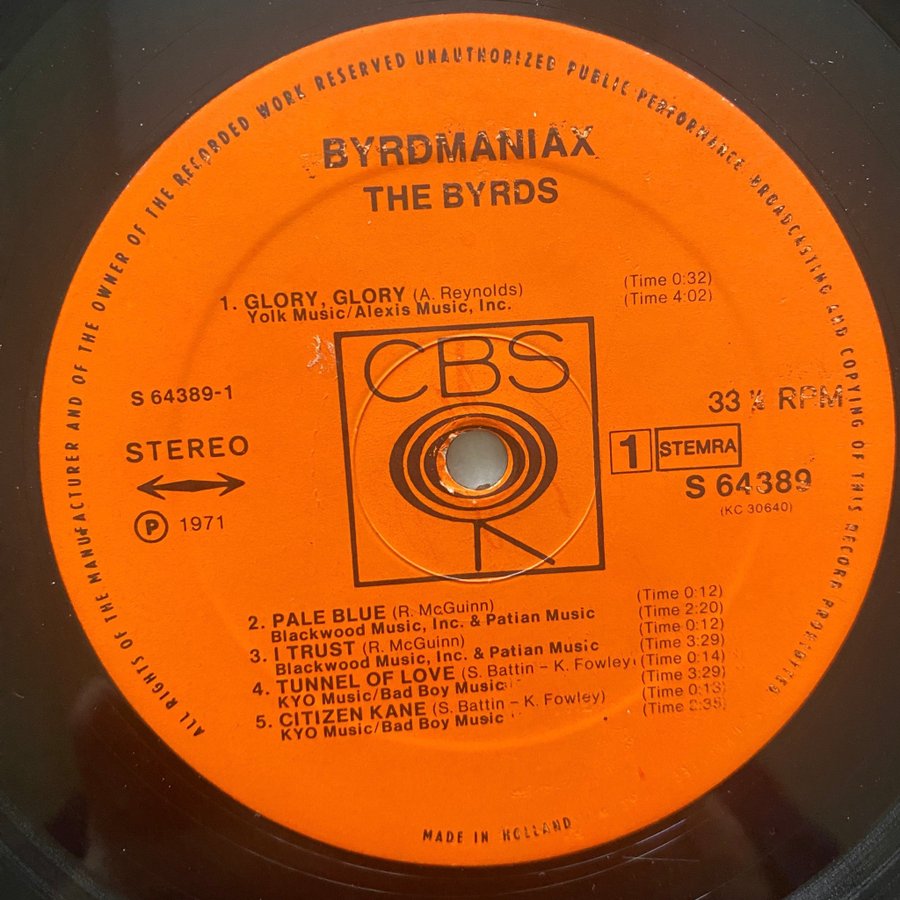 ALL RIGHTS OF THE MANUFACTURER AND OF THE OWNER OF THE RECORDED WORK RESERVED UNAUTHORIZED PUBLIC PERFORMANCE BROADCASTING AND COPYING OF THIS RECORD PROHIBITED
BYRDMANIAX
THE BYRDS
(Time 0:32)
1. GLORY, GLORY (A. Reynolds) (Time 4:02)
Yolk Music/Alexis Music, Inc.
CBS
S 64389-1
33 ⅓ RPM
STEREO
1 STEMRA
S 64389
(KC 30640)
Ⓟ 1971
(Time 0:12)
2. PALE BLUE (R. McGuinn) (Time 2:20)
Blackwood Music, Inc. & Patian Music
(Time 0:12)
3. I TRUST (R. McGuinn) (Time 3:29)
Blackwood Music, Inc. & Patian Music
(Time 0:14)
4. TUNNEL OF LOVE (S. Battin – K. Fowley) (Time 3:29)
KYO Music/Bad Boy Music
(Time 0:13)
5. CITIZEN KANE (S. Battin – K. Fowley) (Time 2:35)
KYO Music/Bad Boy Music
MADE IN HOLLAND